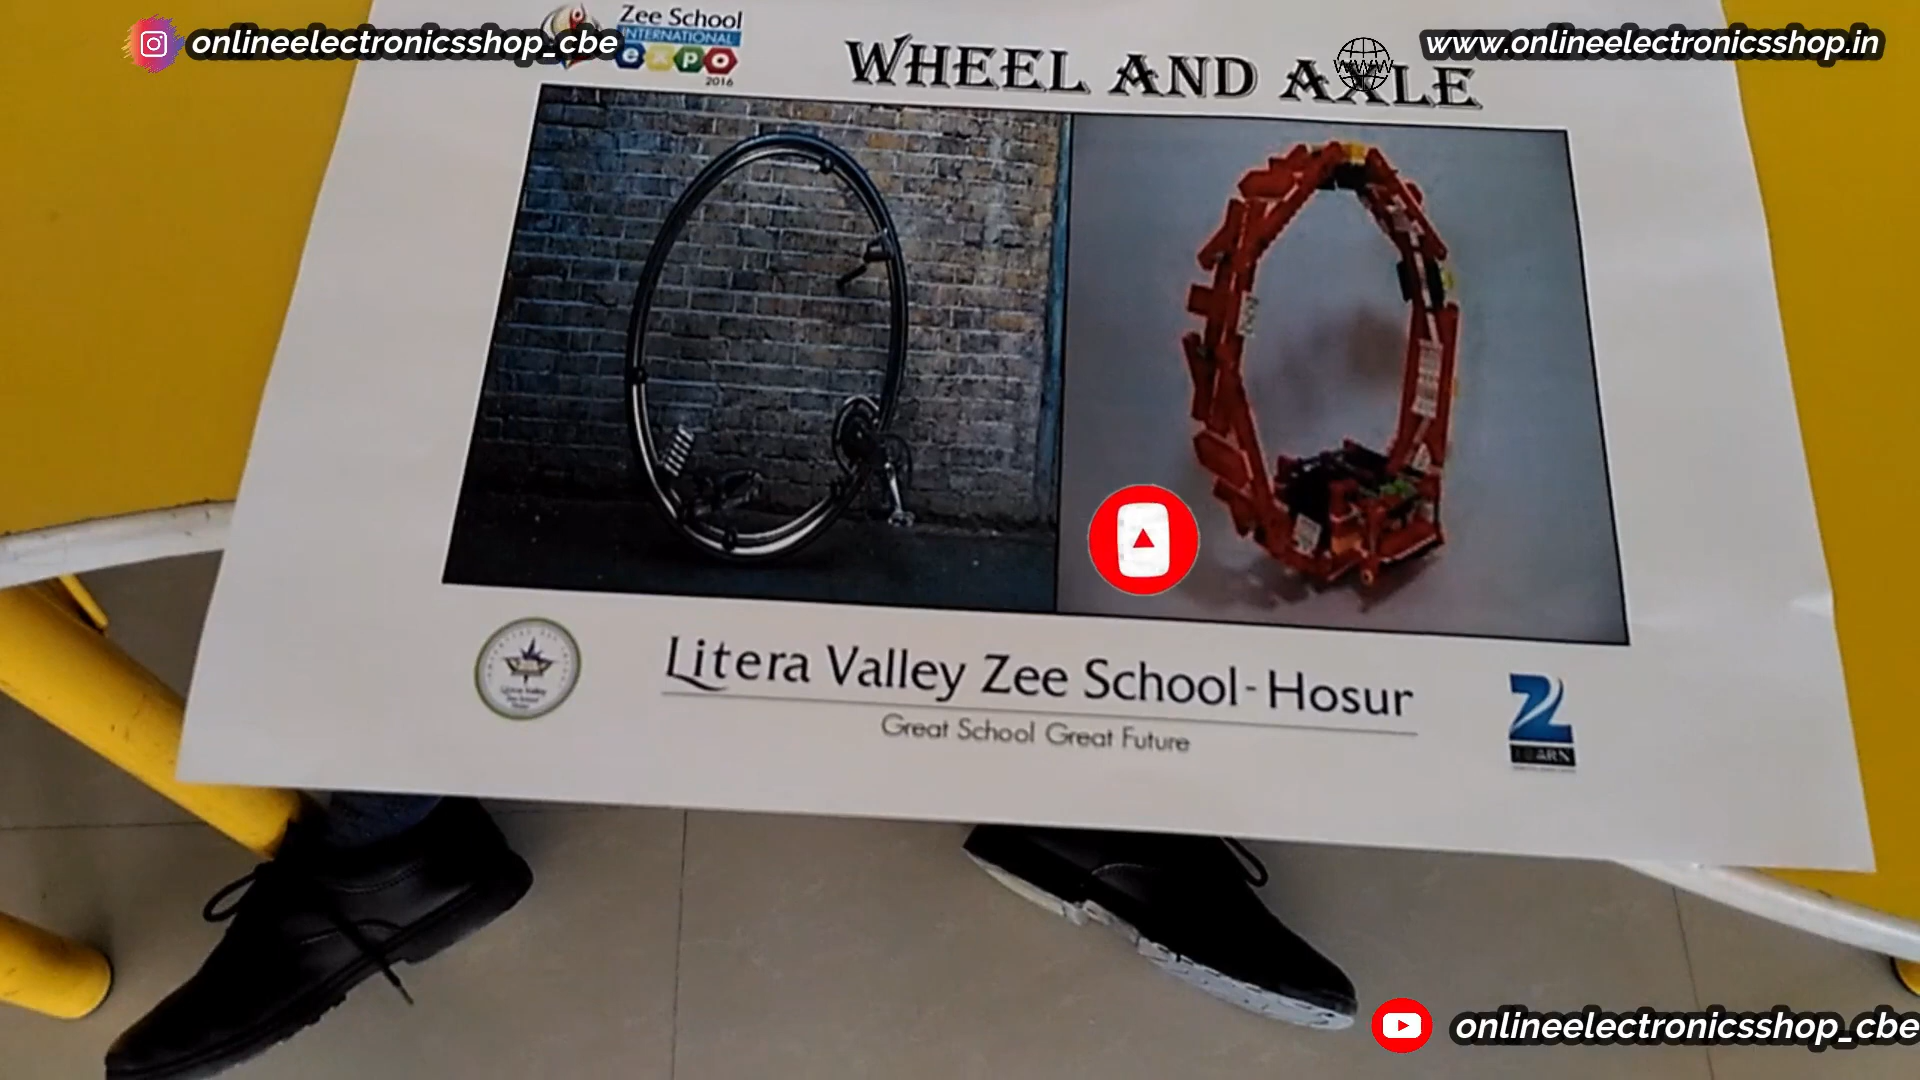 onlineelectronicsshop_cbe
www.onlineelectronicsshop.in
Zee School
INTERNATIONAL
expo
2016
WHEEL AND AXLE
www
Litera Valley Zee School - Hosur
Great School Great Future
onlineelectronicsshop_cbe